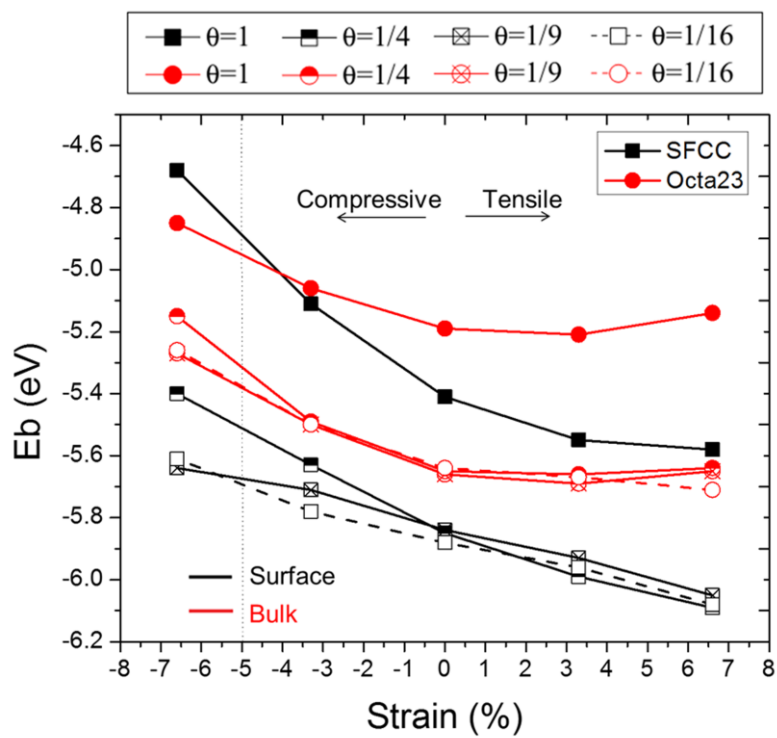 θ=1 θ=1/4 θ=1/9 θ=1/16
θ=1 θ=1/4 θ=1/9 θ=1/16
-4.6
-4.8
-5.0
-5.2
-5.4
-5.6
-5.8
-6.0
-6.2
Eb (eV)
SFCC
Octa23
Compressive Tensile
Surface
Bulk
-8 -7 -6 -5 -4 -3 -2 -1 0 1 2 3 4 5 6 7 8
Strain (%)